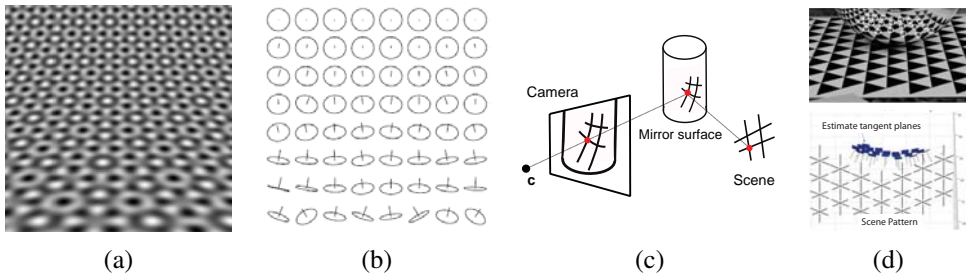 Camera
Mirror surface
c
Scene
Estimate tangent planes
Scene Pattern
(a)
(b)
(c)
(d)